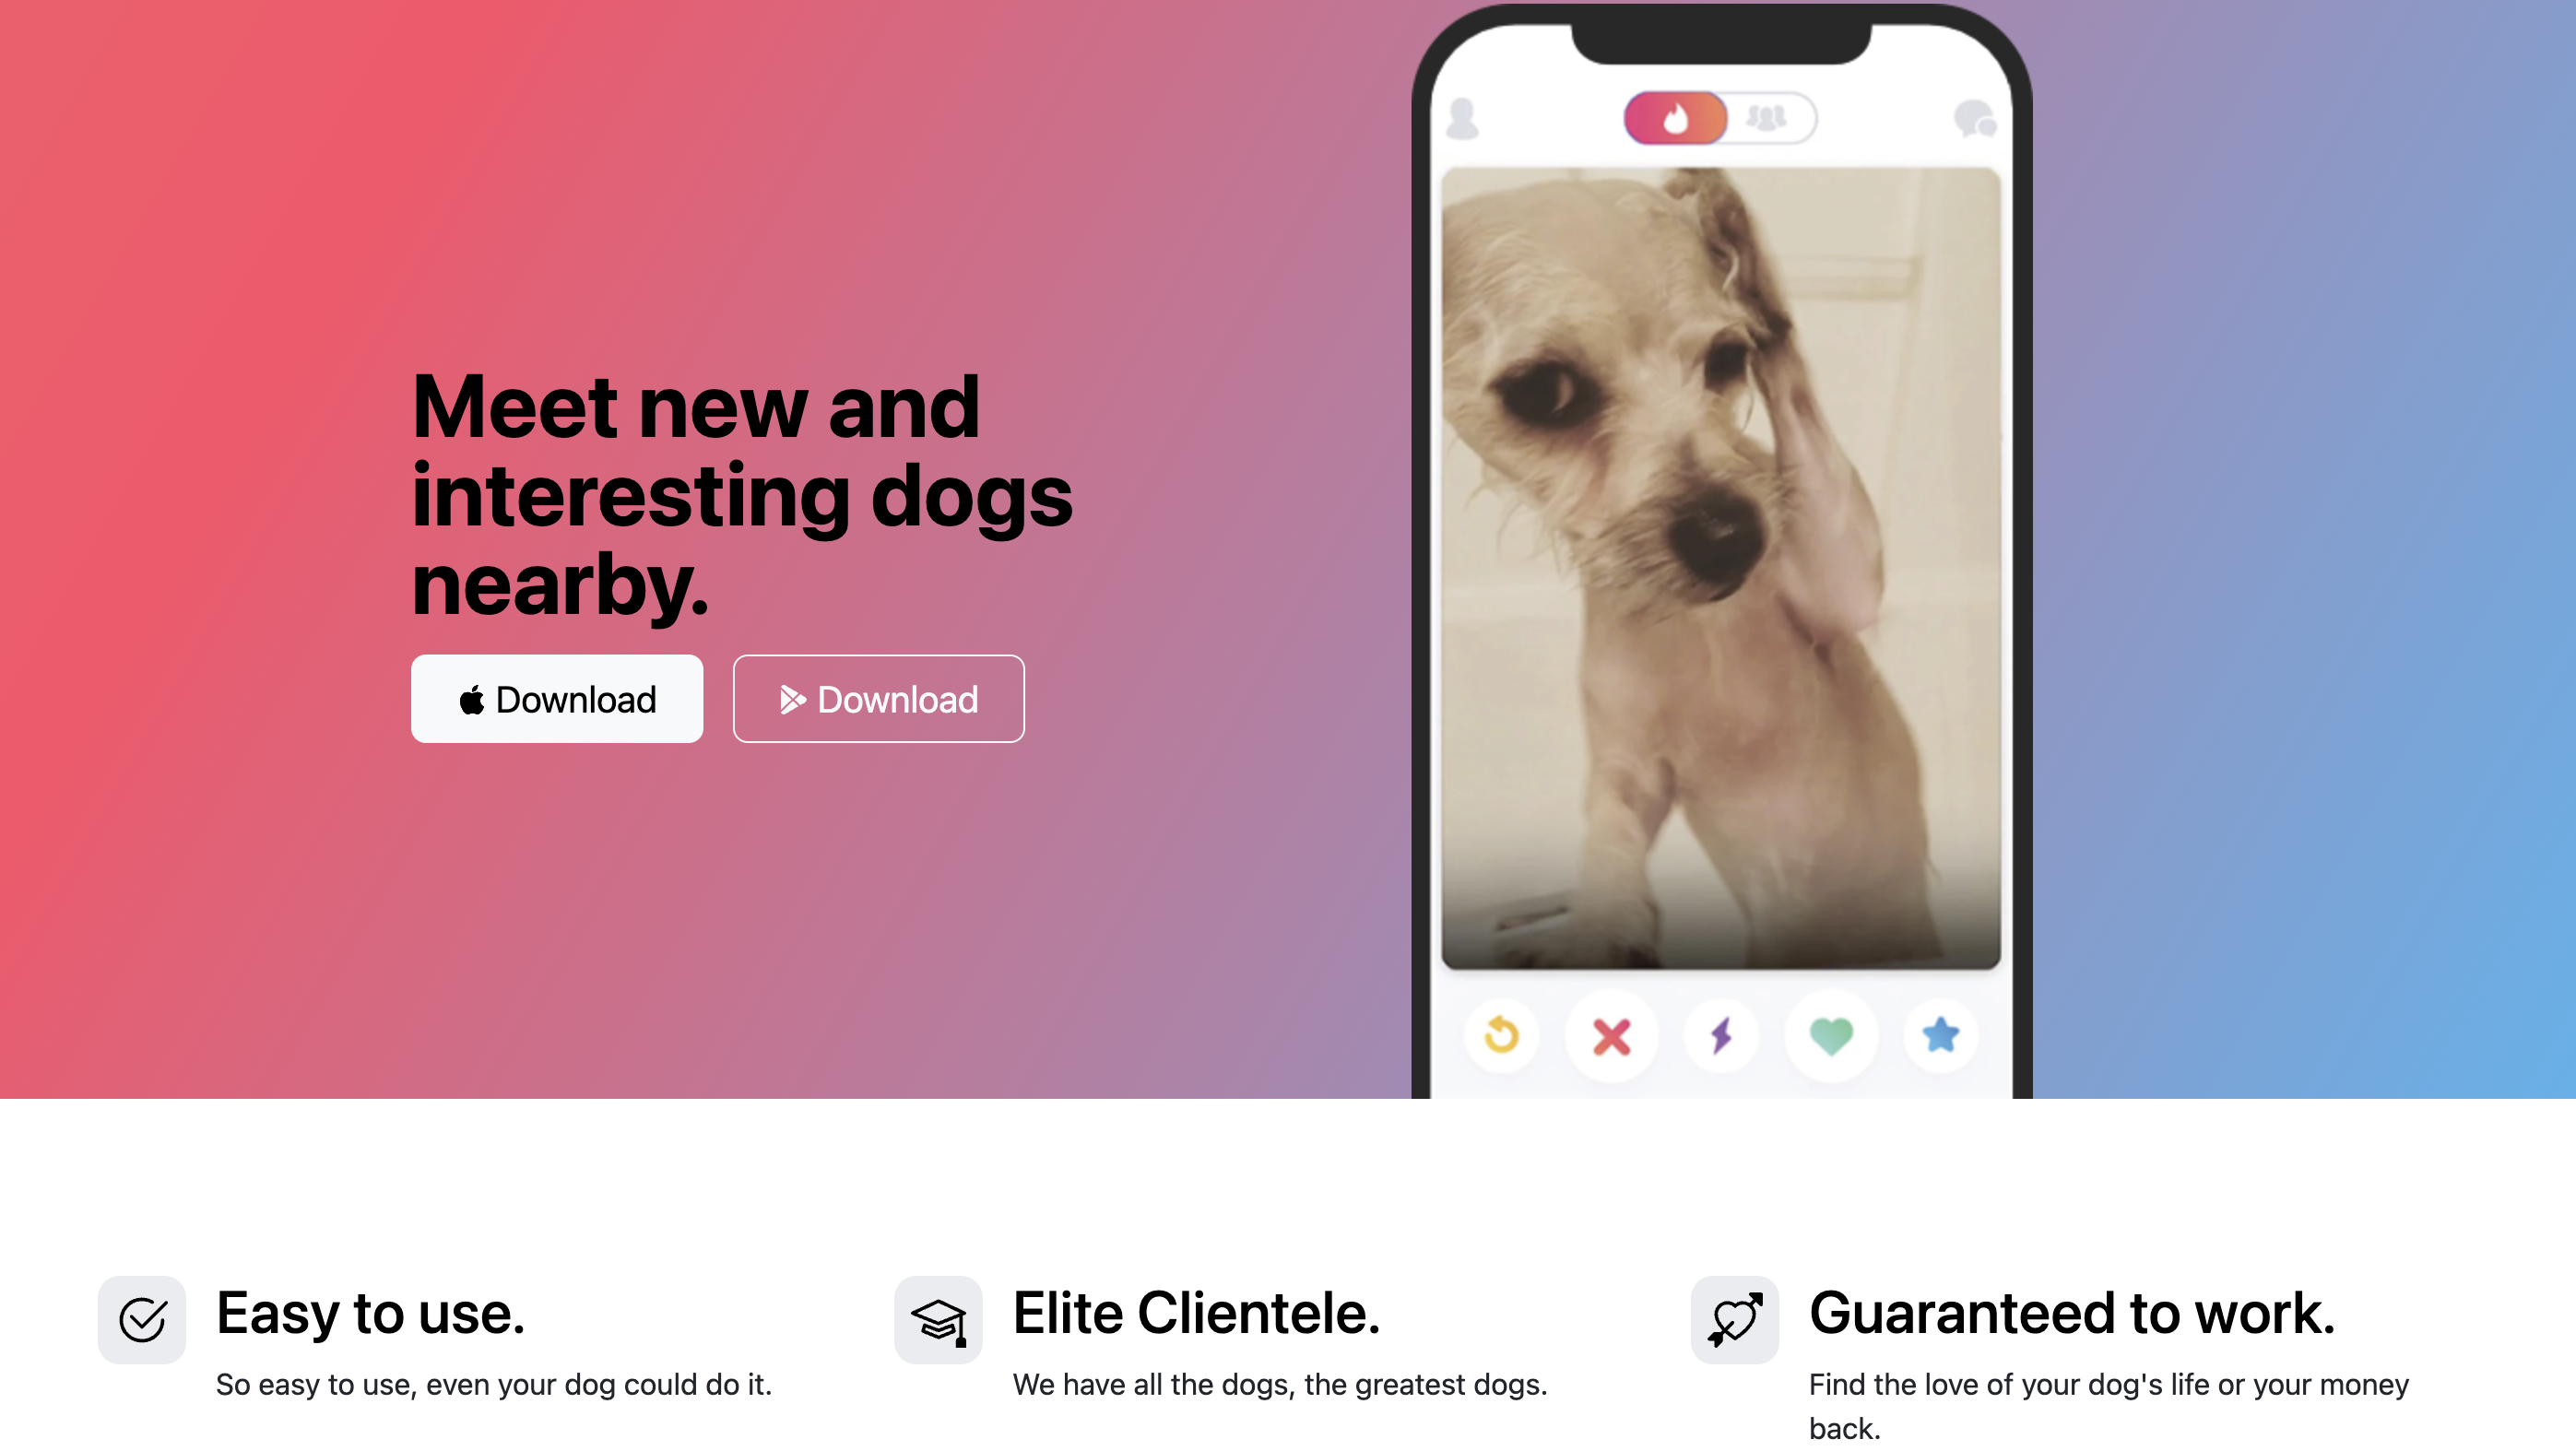 Meet new and
interesting dogs
nearby.
Download
Download
Easy to use.
So easy to use, even your dog could do it.
Elite Clientele.
We have all the dogs, the greatest dogs.
Guaranteed to work.
Find the love of your dog's life or your money
back.